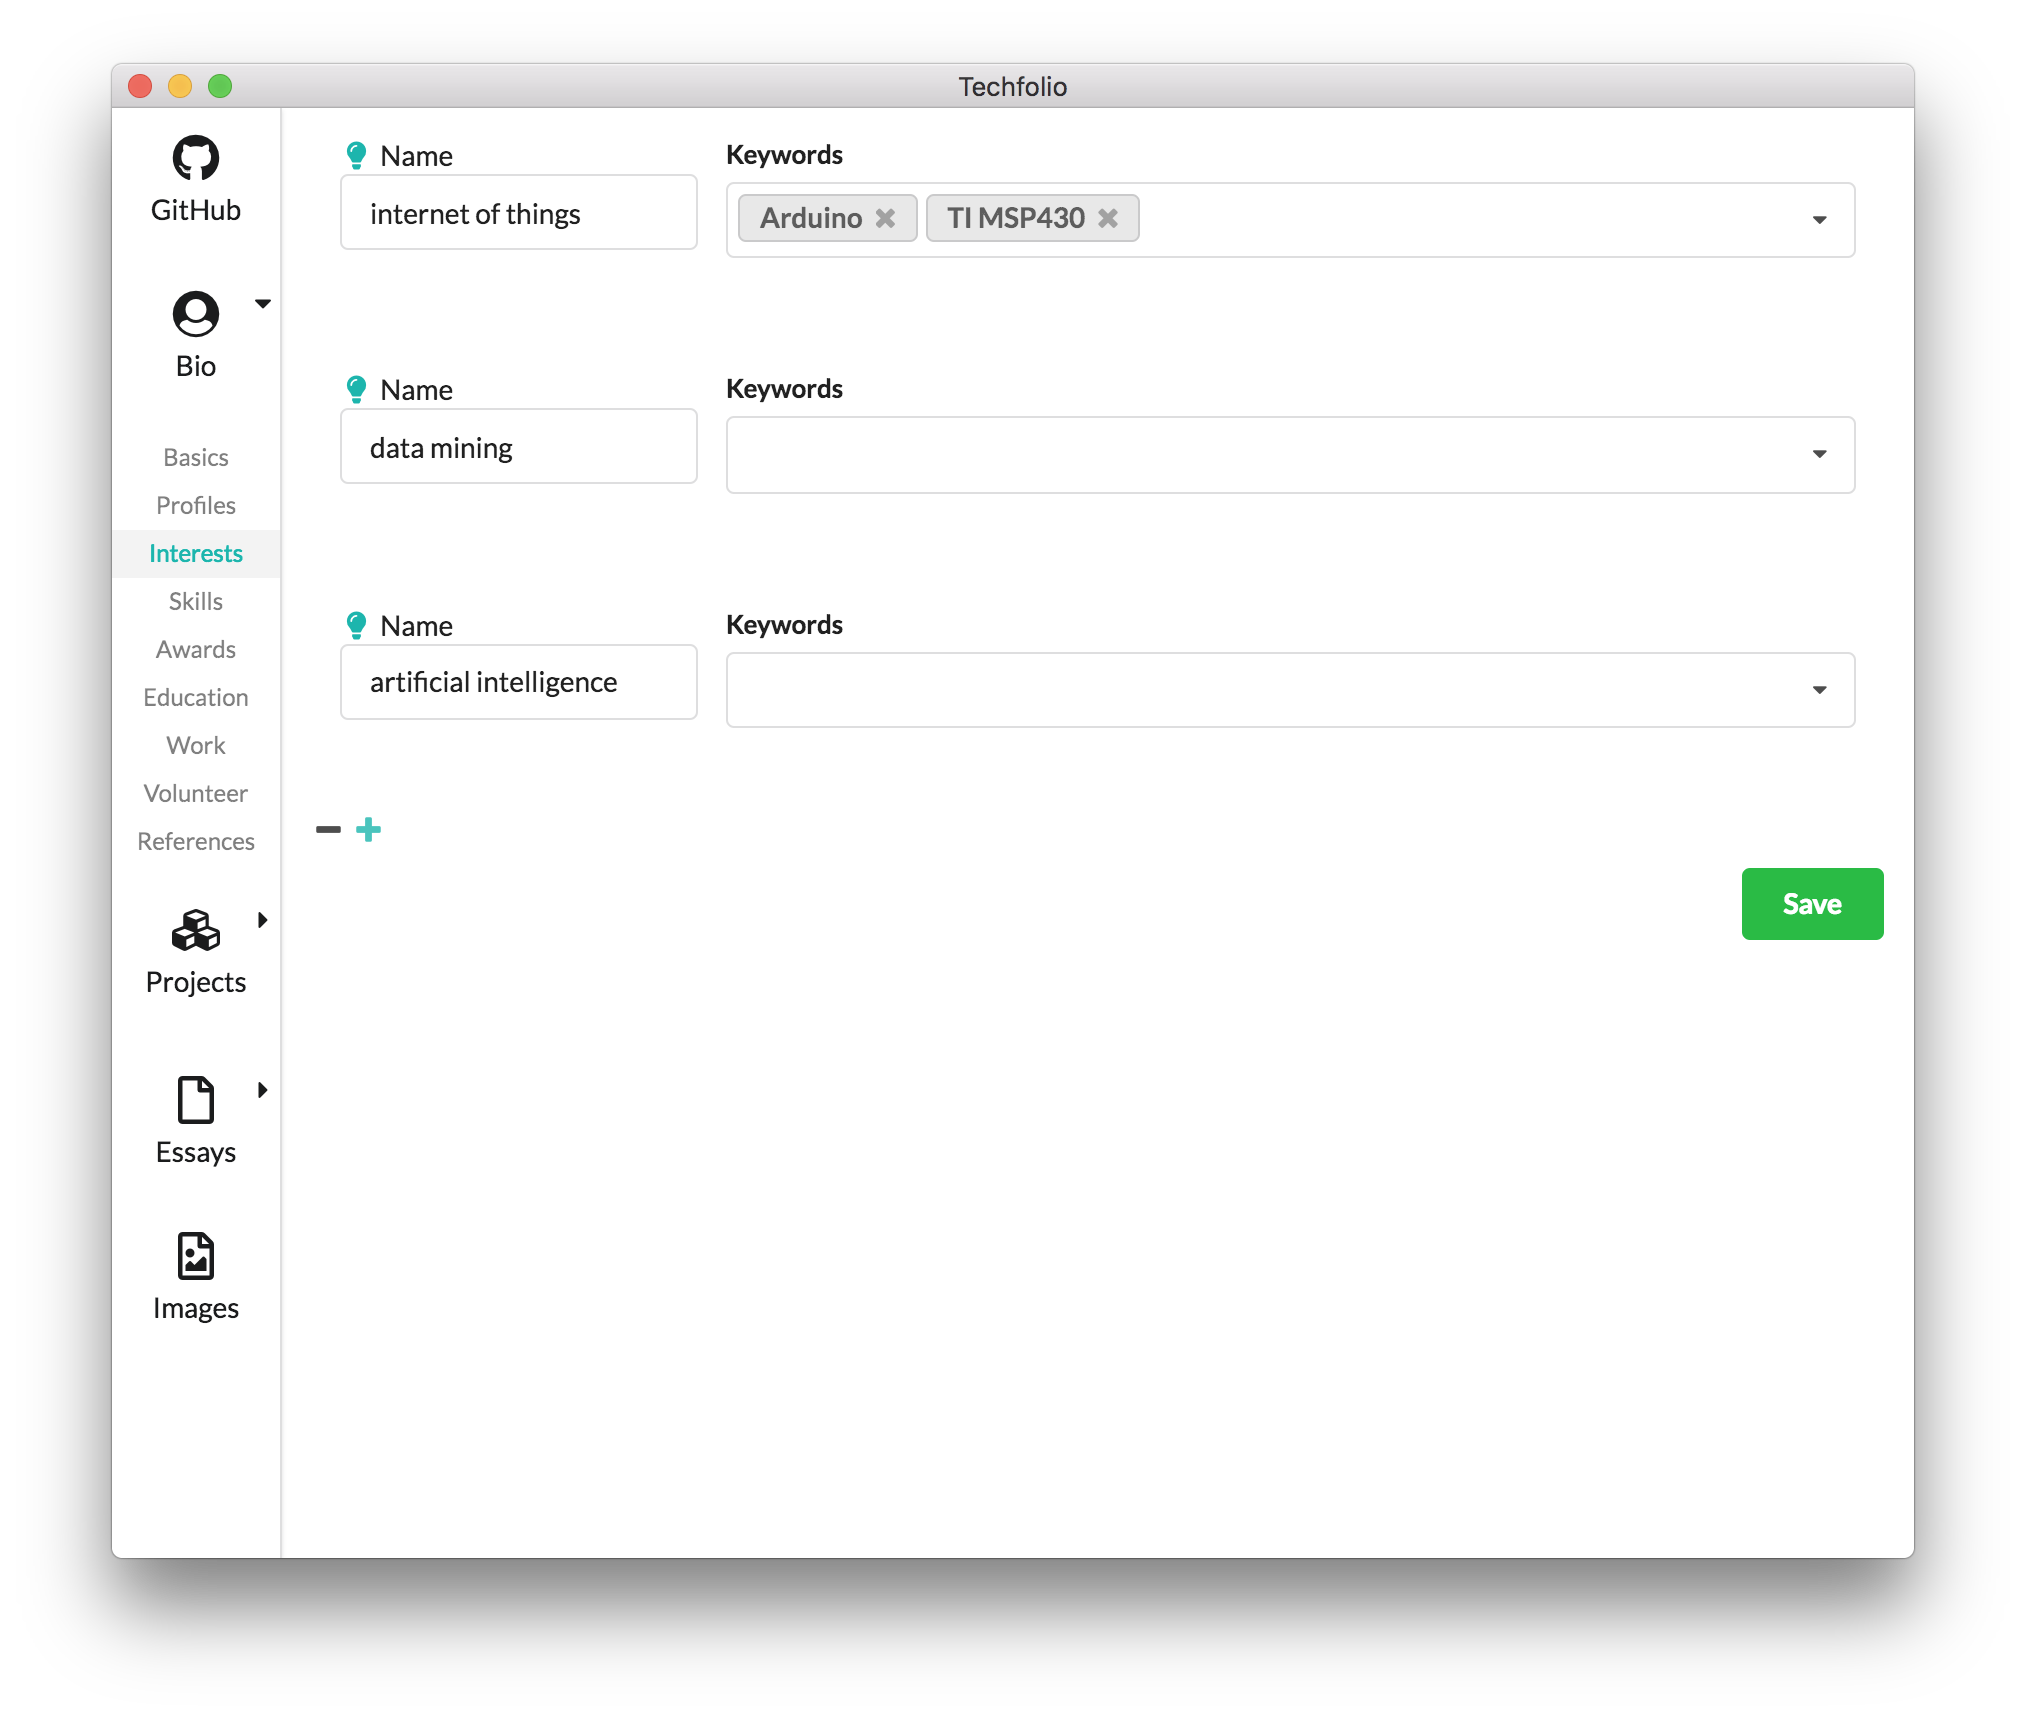 Techfolio
GitHub
Bio
Basics
Profiles
Interests
Skills
Awards
Education
Work
Volunteer
References
Projects
Essays
Images
Name
Keywords
internet of things
Arduino
TI MSP430
Name
Keywords
data mining
Name
Keywords
artificial intelligence
Save